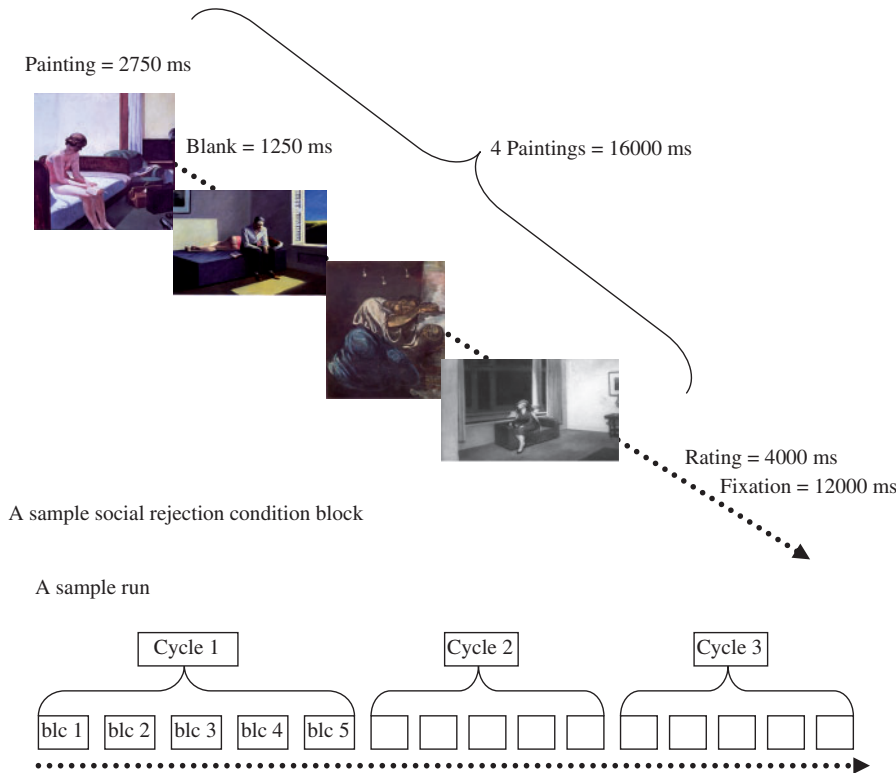 Painting = 2750 ms
Blank = 1250 ms
4 Paintings = 16000 ms
Rating = 4000 ms
Fixation = 12000 ms
A sample social rejection condition block
A sample run
Cycle 1
Cycle 2
Cycle 3
blc 1
blc 2
blc 3
blc 4
blc 5